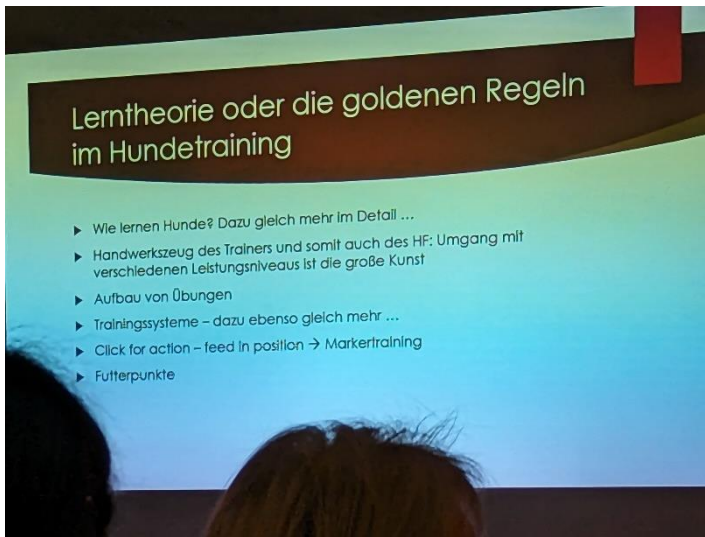 Lerntheorie oder die goldenen Regeln
im Hundetraining
Wie lernen Hunde? Dazu gleich mehr im Detail ...
Handwerkszeug des Trainers und somit auch des HF: Umgang mit
verschiedenen Leistungsniveaus ist die große Kunst
Aufbau von Übungen
Trainingssysteme – dazu ebenso gleich mehr ...
Click for action – feed in position → Markertraining
Futterpunkte